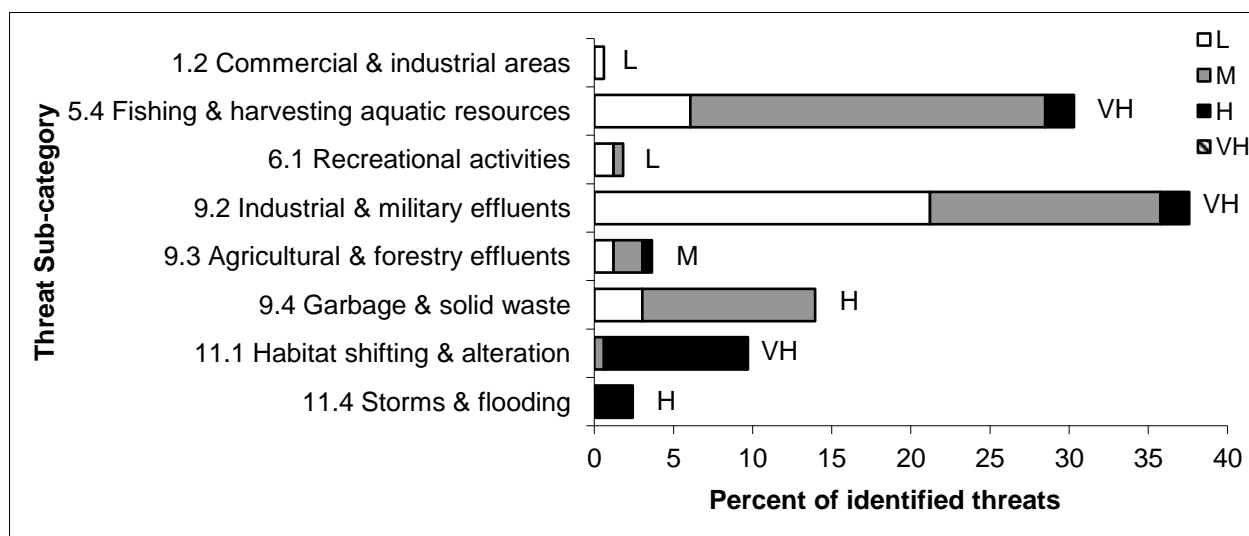 Threat Sub-category
1.2 Commercial & industrial areas L
5.4 Fishing & harvesting aquatic resources VH
6.1 Recreational activities L
9.2 Industrial & military effluents VH
9.3 Agricultural & forestry effluents M
9.4 Garbage & solid waste H
11.1 Habitat shifting & alteration VH
11.4 Storms & flooding H
0 5 10 15 20 25 30 35 40
Percent of identified threats
L
M
H
VH